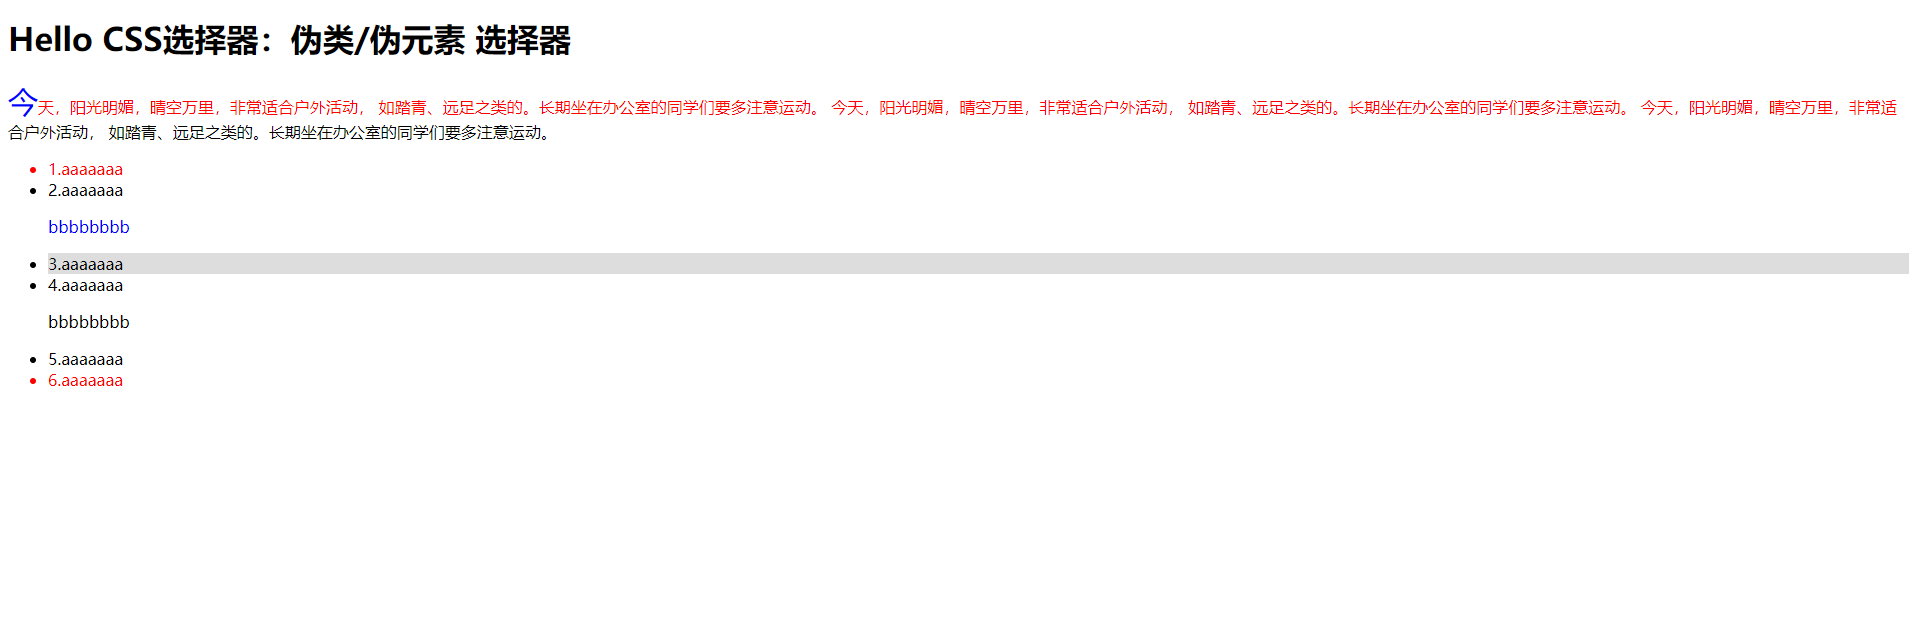 Hello CSS选择器：伪类/伪元素 选择器
今天，阳光明媚，晴空万里，非常适合户外活动， 如踏青、远足之类的。长期坐在办公室的同学们要多注意运动。 今天，阳光明媚，晴空万里，非常适合户外活动， 如踏青、远足之类的。长期坐在办公室的同学们要多注意运动。 今天，阳光明媚，晴空万里，非常适
合户外活动， 如踏青、远足之类的。长期坐在办公室的同学们要多注意运动。
1.aaaaaaa
2.aaaaaaa
bbbbbbbb
3.aaaaaaa
4.aaaaaaa
bbbbbbbb
5.aaaaaaa
6.aaaaaaa